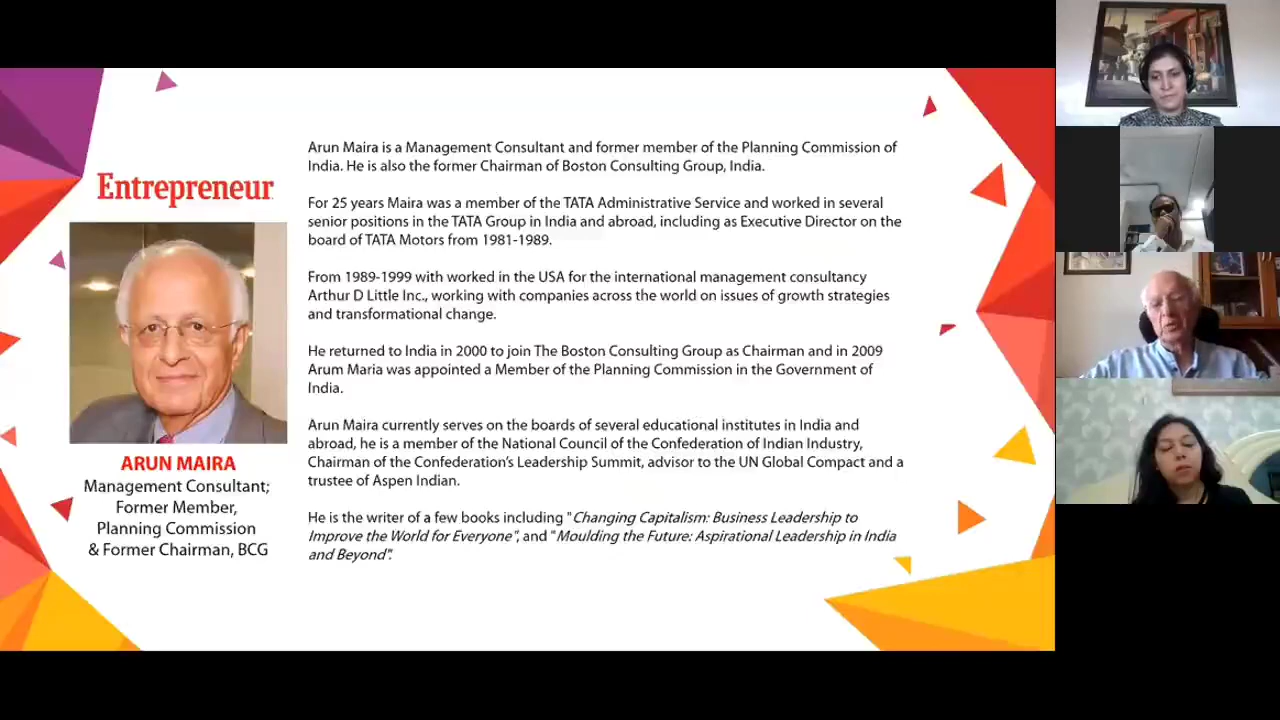 Entrepreneur
ARUN MAIRA
Management Consultant;
Former Member,
Planning Commission
& Former Chairman, BCG
Arun Maira is a Management Consultant and former member of the Planning Commission of
India. He is also the former Chairman of Boston Consulting Group, India.
For 25 years Maira was a member of the TATA Administrative Service and worked in several
senior positions in the TATA Group in India and abroad, including as Executive Director on the
board of TATA Motors from 1981-1989.
From 1989-1999 with worked in the USA for the international management consultancy
Arthur D Little Inc., working with companies across the world on issues of growth strategies
and transformational change.
He returned to India in 2000 to join The Boston Consulting Group as Chairman and in 2009
Arum Maria was appointed a Member of the Planning Commission in the Government of
India.
Arun Maira currently serves on the boards of several educational institutes in India and
abroad, he is a member of the National Council of the Confederation of Indian Industry,
Chairman of the Confederation's Leadership Summit, advisor to the UN Global Compact and a
trustee of Aspen Indian.
He is the writer of a few books including "Changing Capitalism: Business Leadership to
Improve the World for Everyone", and "Moulding the Future: Aspirational Leadership in India
and Beyond".